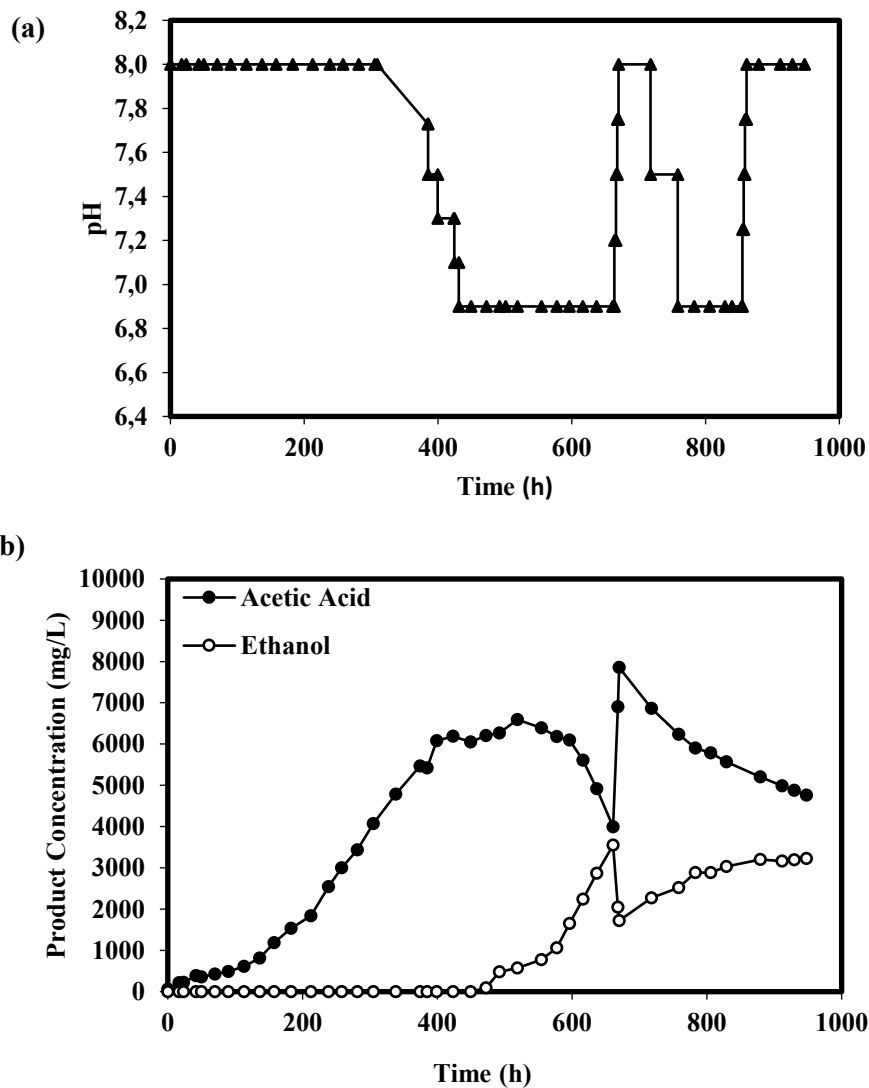 (a)
8,2
8,0
7,8
7,6
7,4
7,2
7,0
6,8
6,6
6,4
pH
0 200 400 600 800 1000
Time (h)
b)
10000
9000
8000
7000
6000
5000
4000
3000
2000
1000
0
Product Concentration (mg/L)
Acetic Acid
Ethanol
0 200 400 600 800 1000
Time (h)